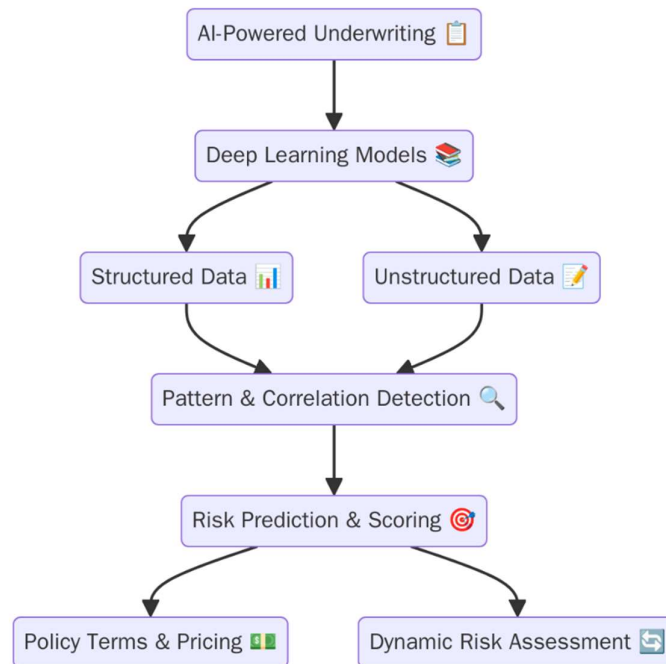 AI-Powered Underwriting 📋
Deep Learning Models 📚
Structured Data 📊
Unstructured Data 📝
Pattern & Correlation Detection 🔍
Risk Prediction & Scoring 🎯
Policy Terms & Pricing 💵
Dynamic Risk Assessment 🔄